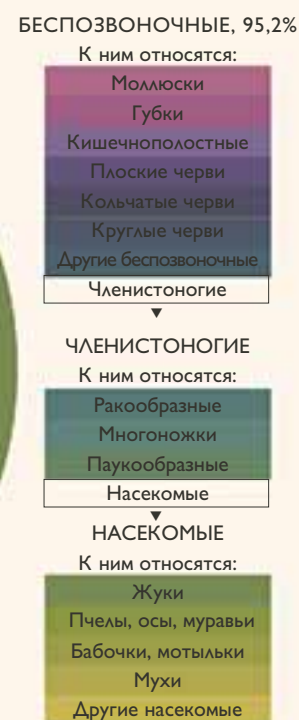 БЕСПОЗВОНОЧНЫЕ, 95,2%
К ним относятся:
Моллюски
Губки
Кишечнополостные
Плоские черви
Кольчатые черви
Круглые черви
Другие беспозвоночные
Членистоногие
ЧЛЕНИСТОНОГИЕ
К ним относятся:
Ракообразные
Многоножки
Паукообразные
Насекомые
НАСЕКОМЫЕ
К ним относятся:
Жуки
Пчелы, осы, муравьи
Бабочки, мотыльки
Мухи
Другие насекомые